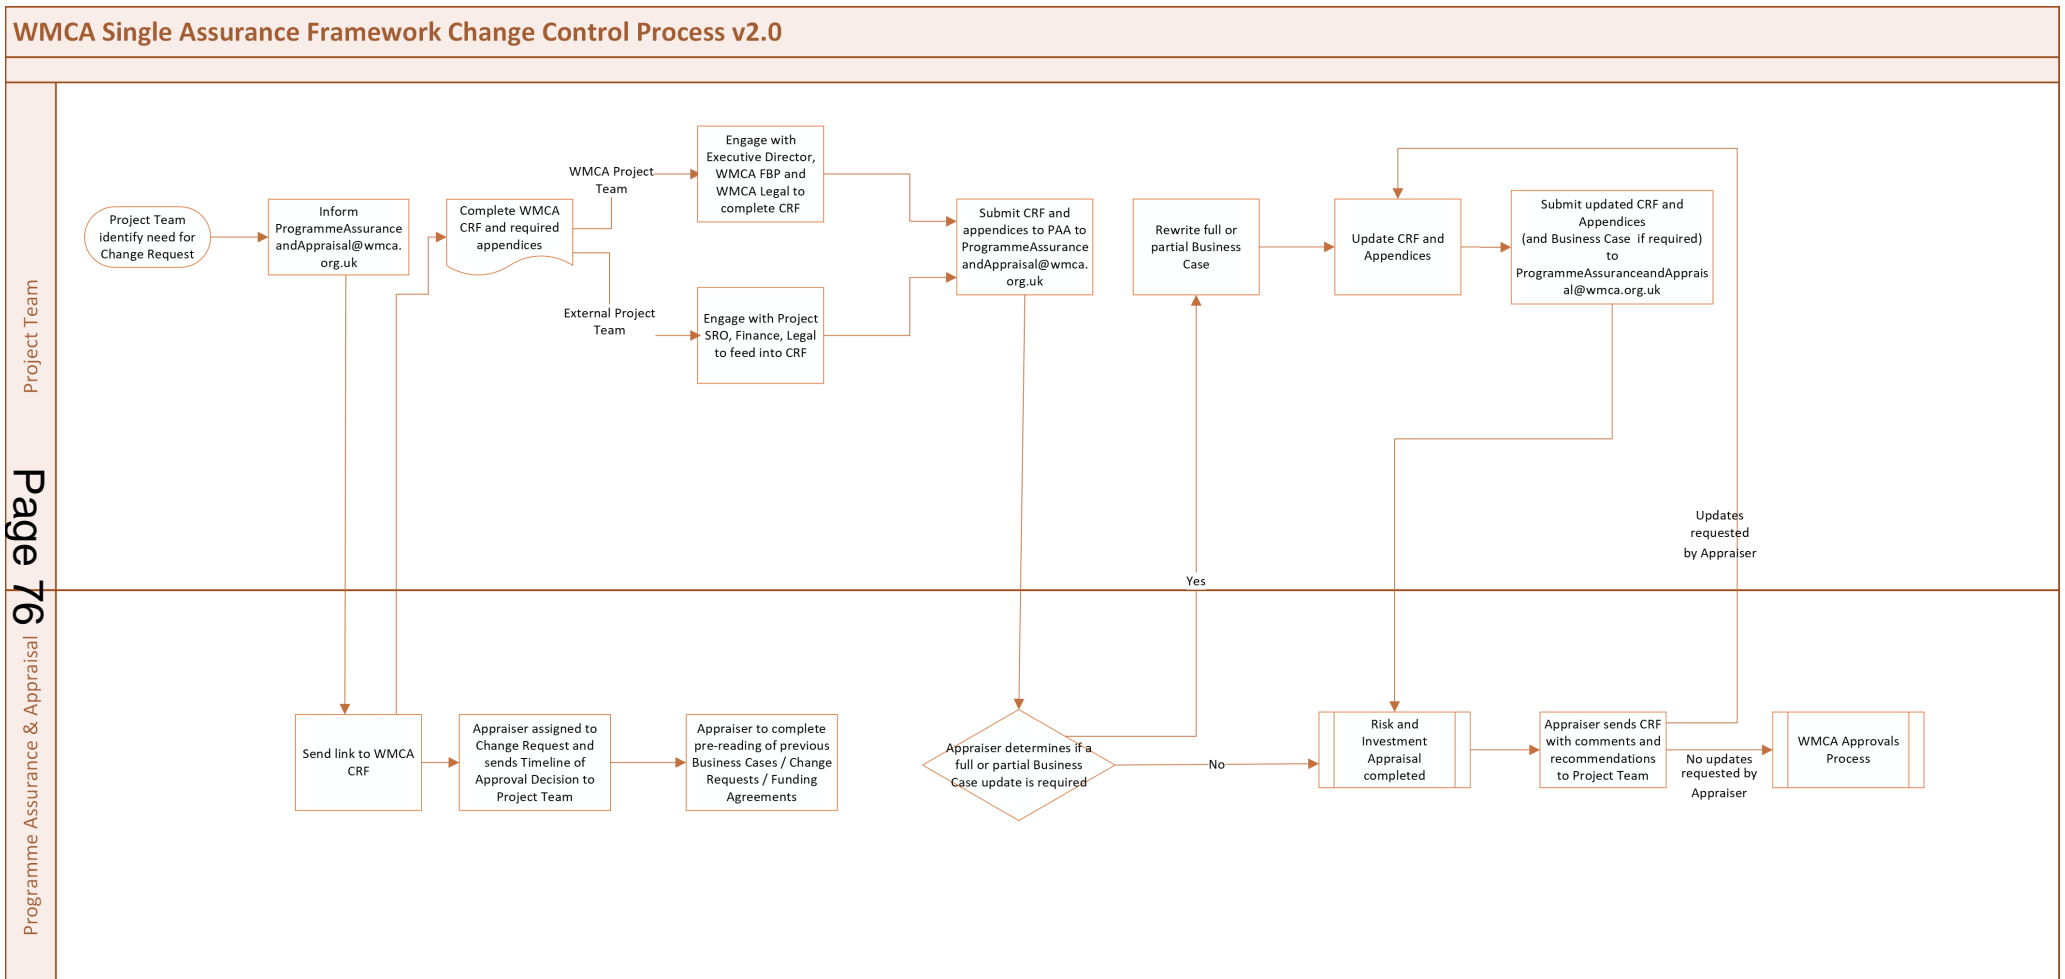 WMCA Single Assurance Framework Change Control Process v2.0
Project Team
Project Team
identify need for
Change Request
Inform
ProgrammeAssurance
andAppraisal@wmca.
org.uk
Complete WMCA
CRF and required
appendices
WMCA Project
Team
External Project
Team
Engage with
Executive Director,
WMCA FBP and
WMCA Legal to
complete CRF
Engage with Project
SRO, Finance, Legal
to feed into CRF
Submit CRF and
appendices to PAA to
ProgrammeAssurance
andAppraisal@wmca.
org.uk
Rewrite full or
partial Business
Case
Update CRF and
Appendices
Submit updated CRF and
Appendices
(and Business Case if required)
to
ProgrammeAssuranceandApprais
al@wmca.org.uk
Updates
requested
by Appraiser
Yes
Page 76
Programme Assurance & Appraisal
Send link to WMCA
CRF
Appraiser assigned to
Change Request and
sends Timeline of
Approval Decision to
Project Team
Appraiser to complete
pre-reading of previous
Business Cases / Change
Requests / Funding
Agreements
Appraiser determines if a
full or partial Business
Case update is required
No
Risk and
Investment
Appraisal
completed
Appraiser sends CRF
with comments and
recommendations
to Project Team
No updates
requested by
Appraiser
WMCA Approvals
Process